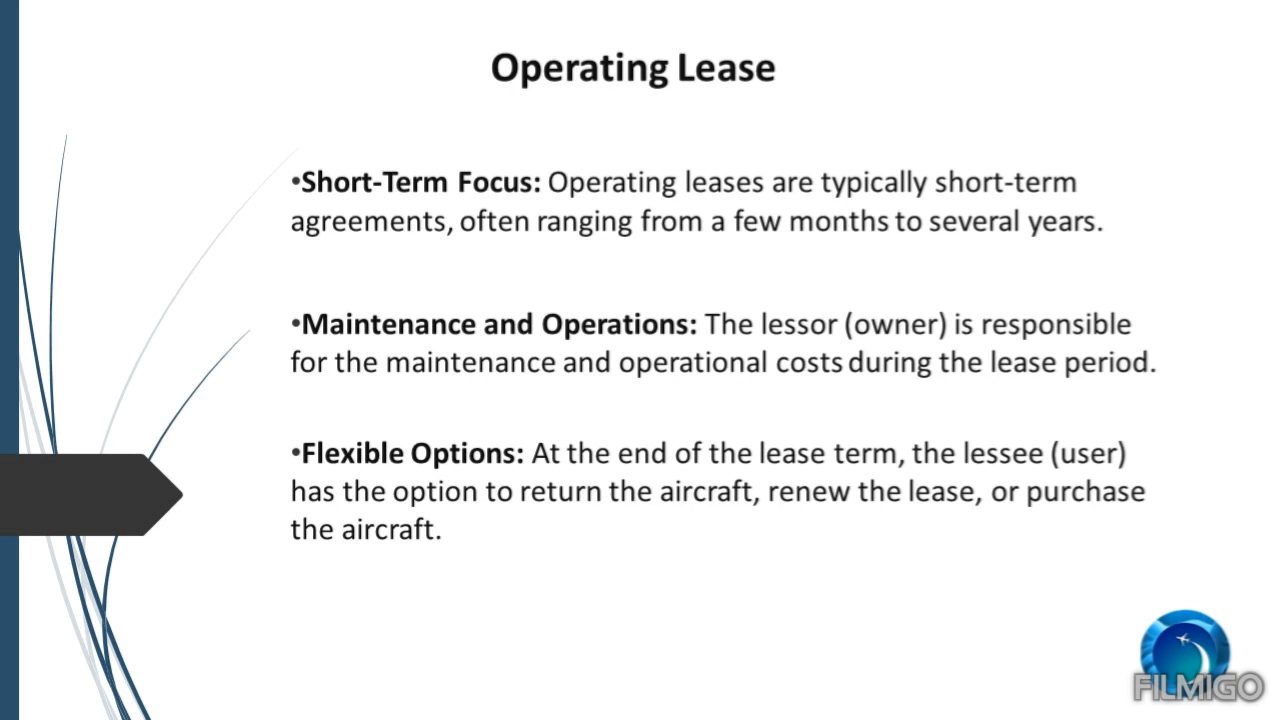 Operating Lease
•Short-Term Focus: Operating leases are typically short-term
agreements, often ranging from a few months to several years.
•Maintenance and Operations: The lessor (owner) is responsible
for the maintenance and operational costs during the lease period.
•Flexible Options: At the end of the lease term, the lessee (user)
has the option to return the aircraft, renew the lease, or purchase
the aircraft.
FILMIGO